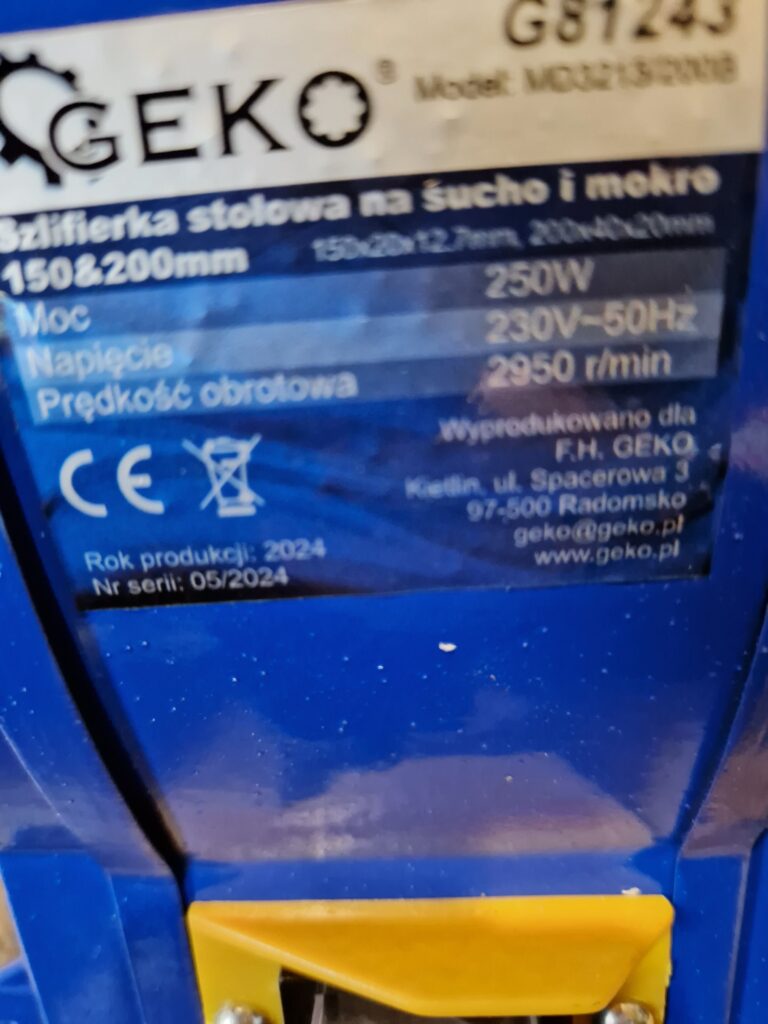 G81243
GEKO®
Model: MD3213/200B
Szlifierka stolowa na sucho i mokro
150&200mm 150x20x12,7mm, 200x40x20mm
Moc 250W
Napięcie 230V~50Hz
Prędkość obrotowa 2950 r/min
CE
Wyprodukowano dla
F.H. GEKO
Kietlin, ul. Spacerowa 3
97-500 Radomsko
geko@geko.pl
www.geko.pl
Rok produkcji: 2024
Nr serii: 05/2024